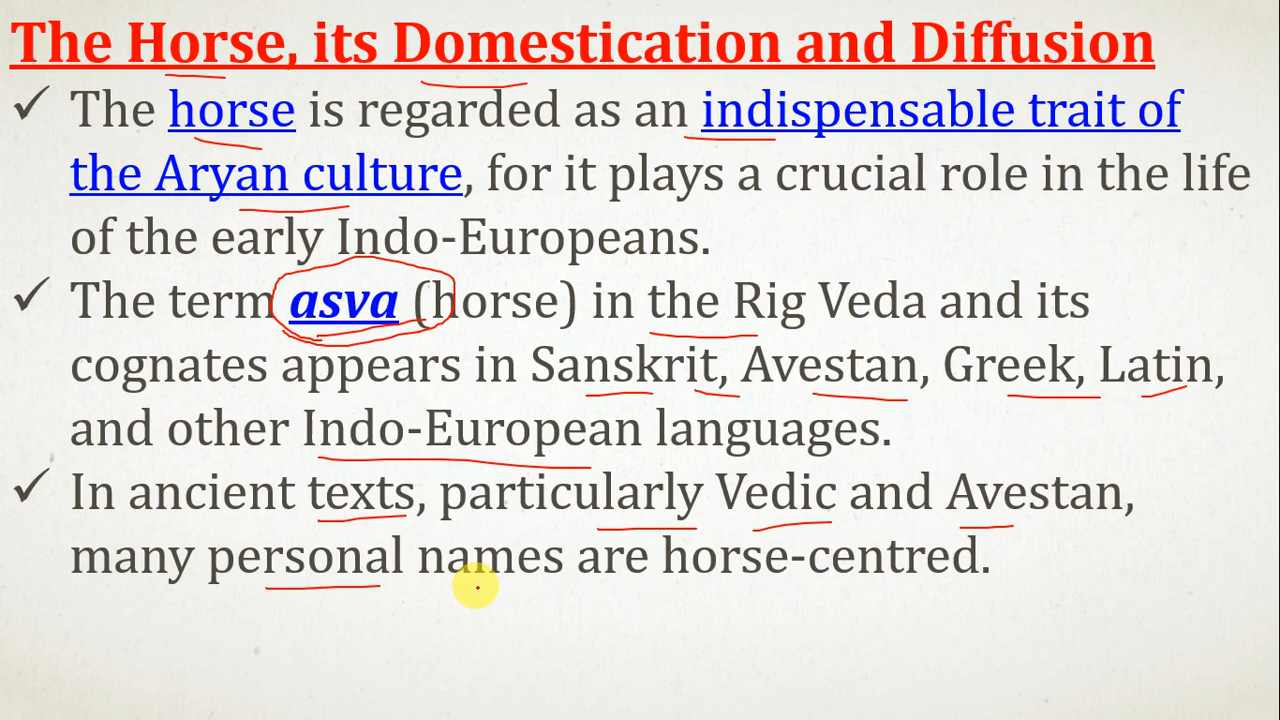 The Horse, its Domestication and Diffusion
✓ The horse is regarded as an indispensable trait of
the Aryan culture, for it plays a crucial role in the life
of the early Indo-Europeans.
✓ The term asva (horse) in the Rig Veda and its
cognates appears in Sanskrit, Avestan, Greek, Latin,
and other Indo-European languages.
✓ In ancient texts, particularly Vedic and Avestan,
many personal names are horse-centred.